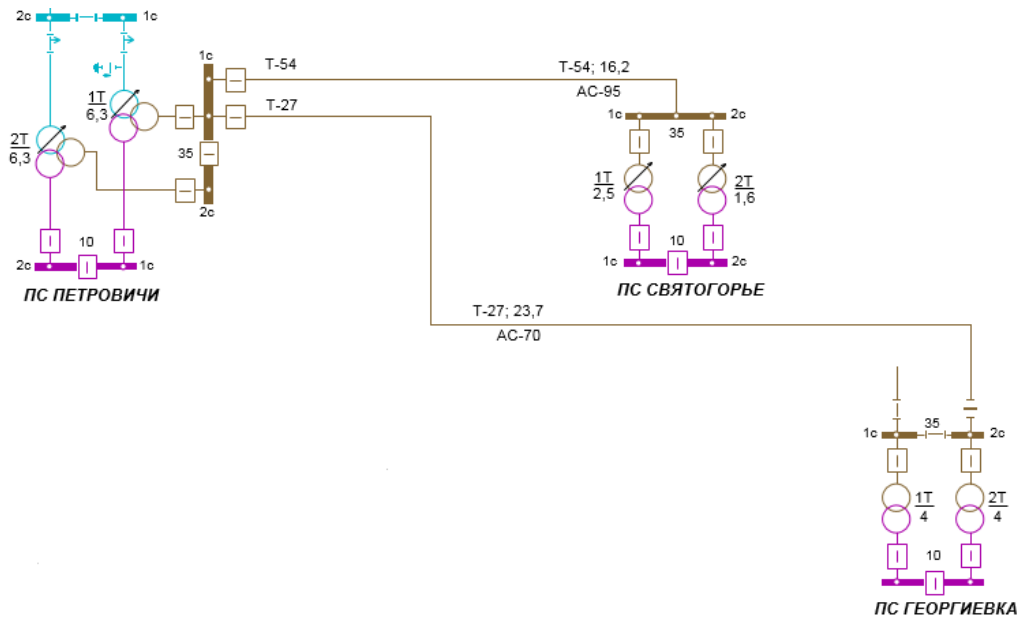 2с 1с
1Т
6,3
2Т
6,3
10
2с 1с
ПС ПЕТРОВИЧИ
1с
Т-54
Т-27
35
2с
Т-54; 16,2
АС-95
1с 2с
35
1Т
2,5
2Т
1,6
10
1с 2с
ПС СВЯТОГОРЬЕ
Т-27; 23,7
АС-70
35
1с 2с
1Т
4
2Т
4
10
ПС ГЕОРГИЕВКА